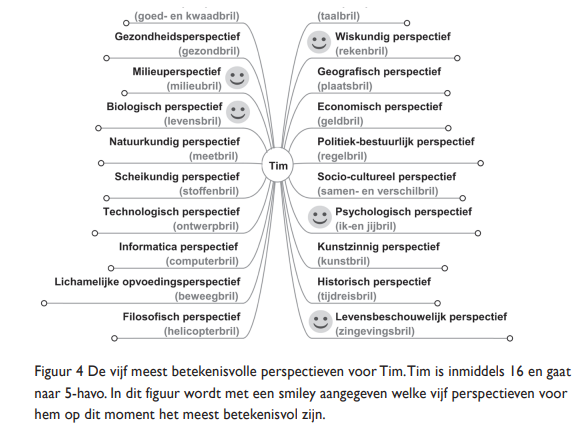 (goed- en kwaadbril)
Gezondheidsperspectief
(gezondbril)
Milieuperspectief
(milieubril)
Biologisch perspectief
(levensbril)
Natuurkundig perspectief
(meetbril)
Scheikundig perspectief
(stoffenbril)
Technologisch perspectief
(ontwerpbril)
Informatica perspectief
(computerbril)
Lichamelijke opvoedingsperspectief
(beweegbril)
Filosofisch perspectief
(helicopterbril)
Tim
(taalbril)
Wiskundig perspectief
(rekenbril)
Geografisch perspectief
(plaatsbril)
Economisch perspectief
(geldbril)
Politiek-bestuurlijk perspectief
(regelbril)
Socio-cultureel perspectief
(samen- en verschilbril)
Psychologisch perspectief
(ik-en jijbril)
Kunstzinnig perspectief
(kunstbril)
Historisch perspectief
(tijdreisbril)
Levensbeschouwelijk perspectief
(zingevingsbril)
Figuur 4 De vijf meest betekenisvolle perspectieven voor Tim. Tim is inmiddels 16 en gaat
naar 5-havo. In dit figuur wordt met een smiley aangegeven welke vijf perspectieven voor
hem op dit moment het meest betekenisvol zijn.